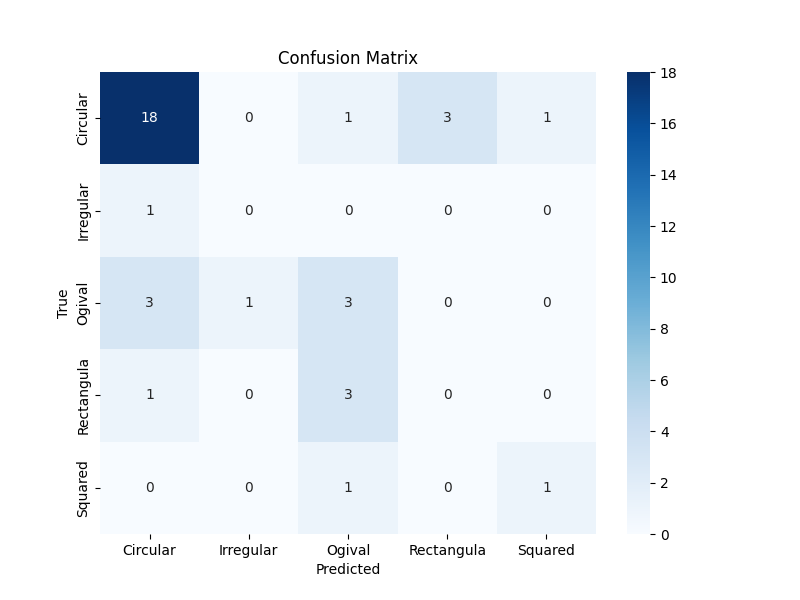 Confusion Matrix
True
Circular 18 0 1 3 1
Irregular 1 0 0 0 0
Ogival 3 1 3 0 0
Rectangula 1 0 3 0 0
Squared 0 0 1 0 1
Circular Irregular Ogival Rectangula Squared
Predicted
18
16
14
12
10
8
6
4
2
0